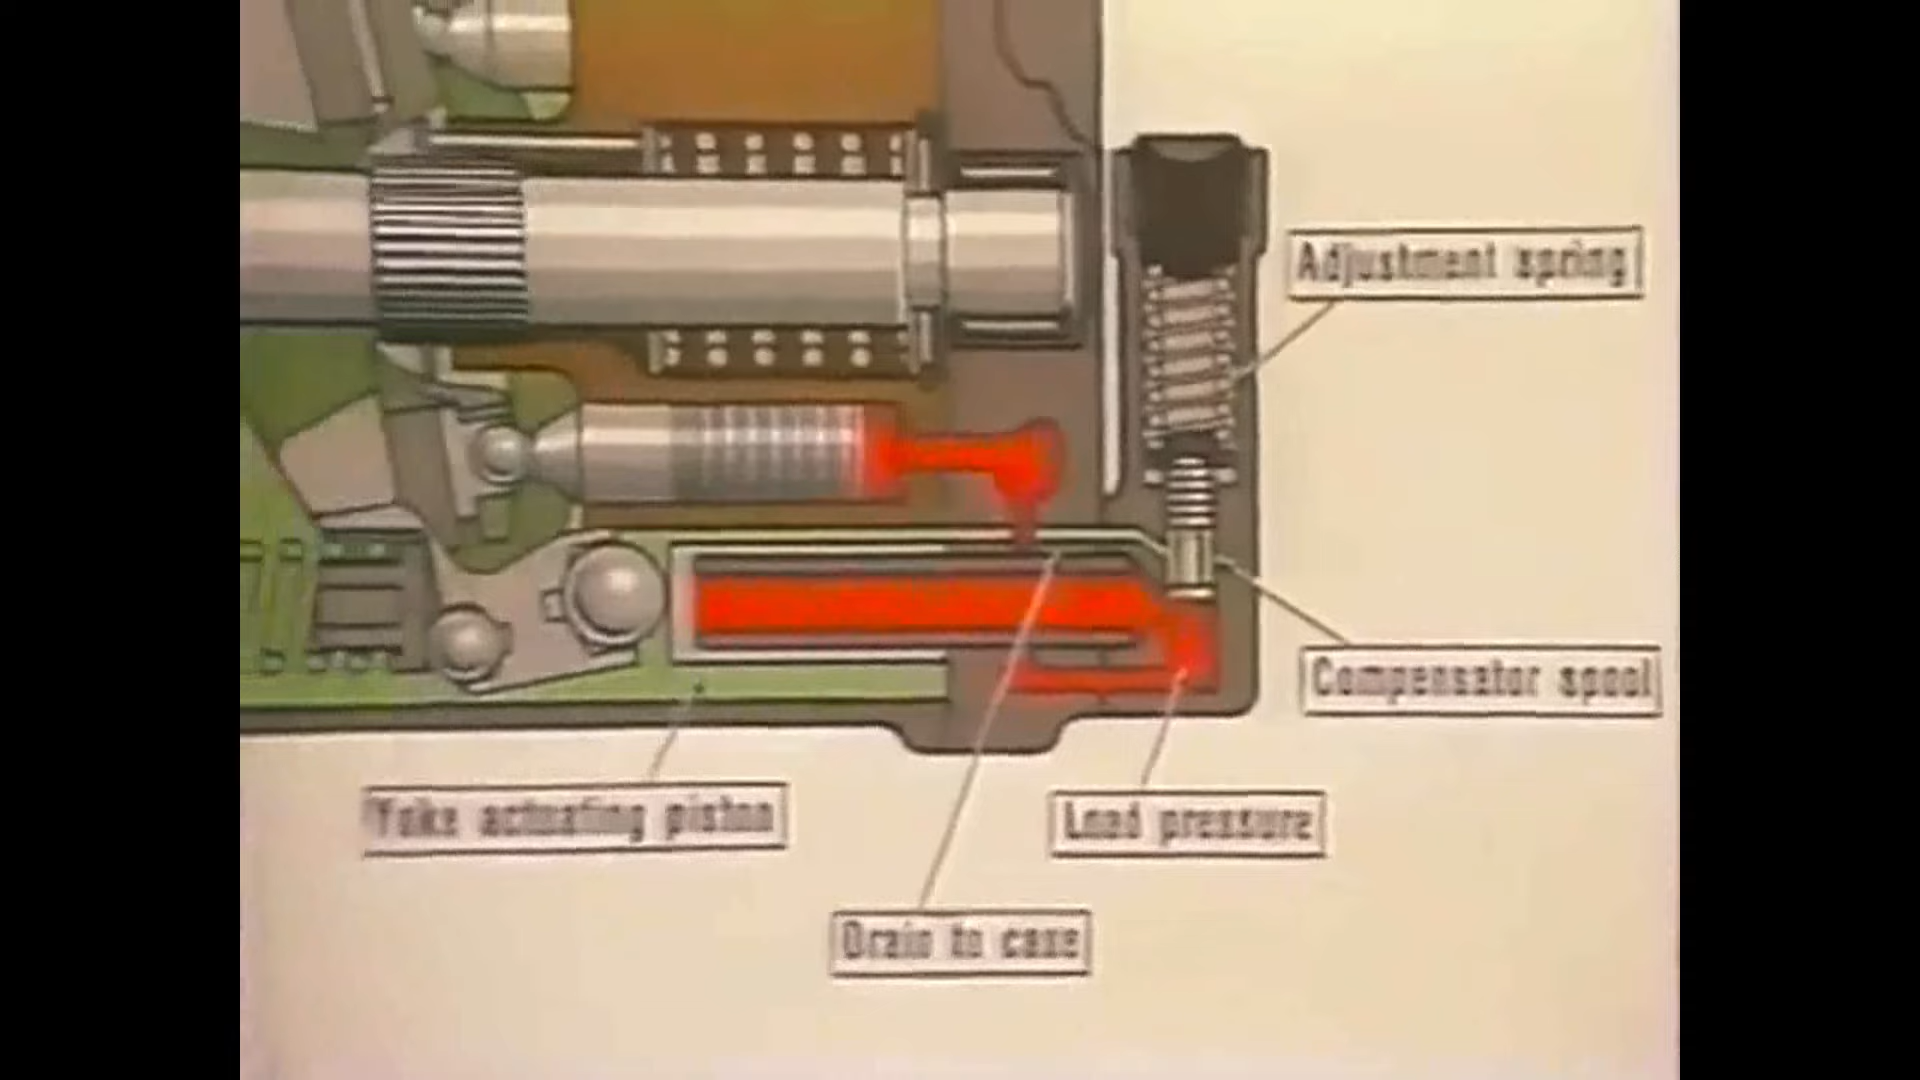 Adjustment spring
Compensator spool
Yoke actuating piston
Load pressure
Drain to case